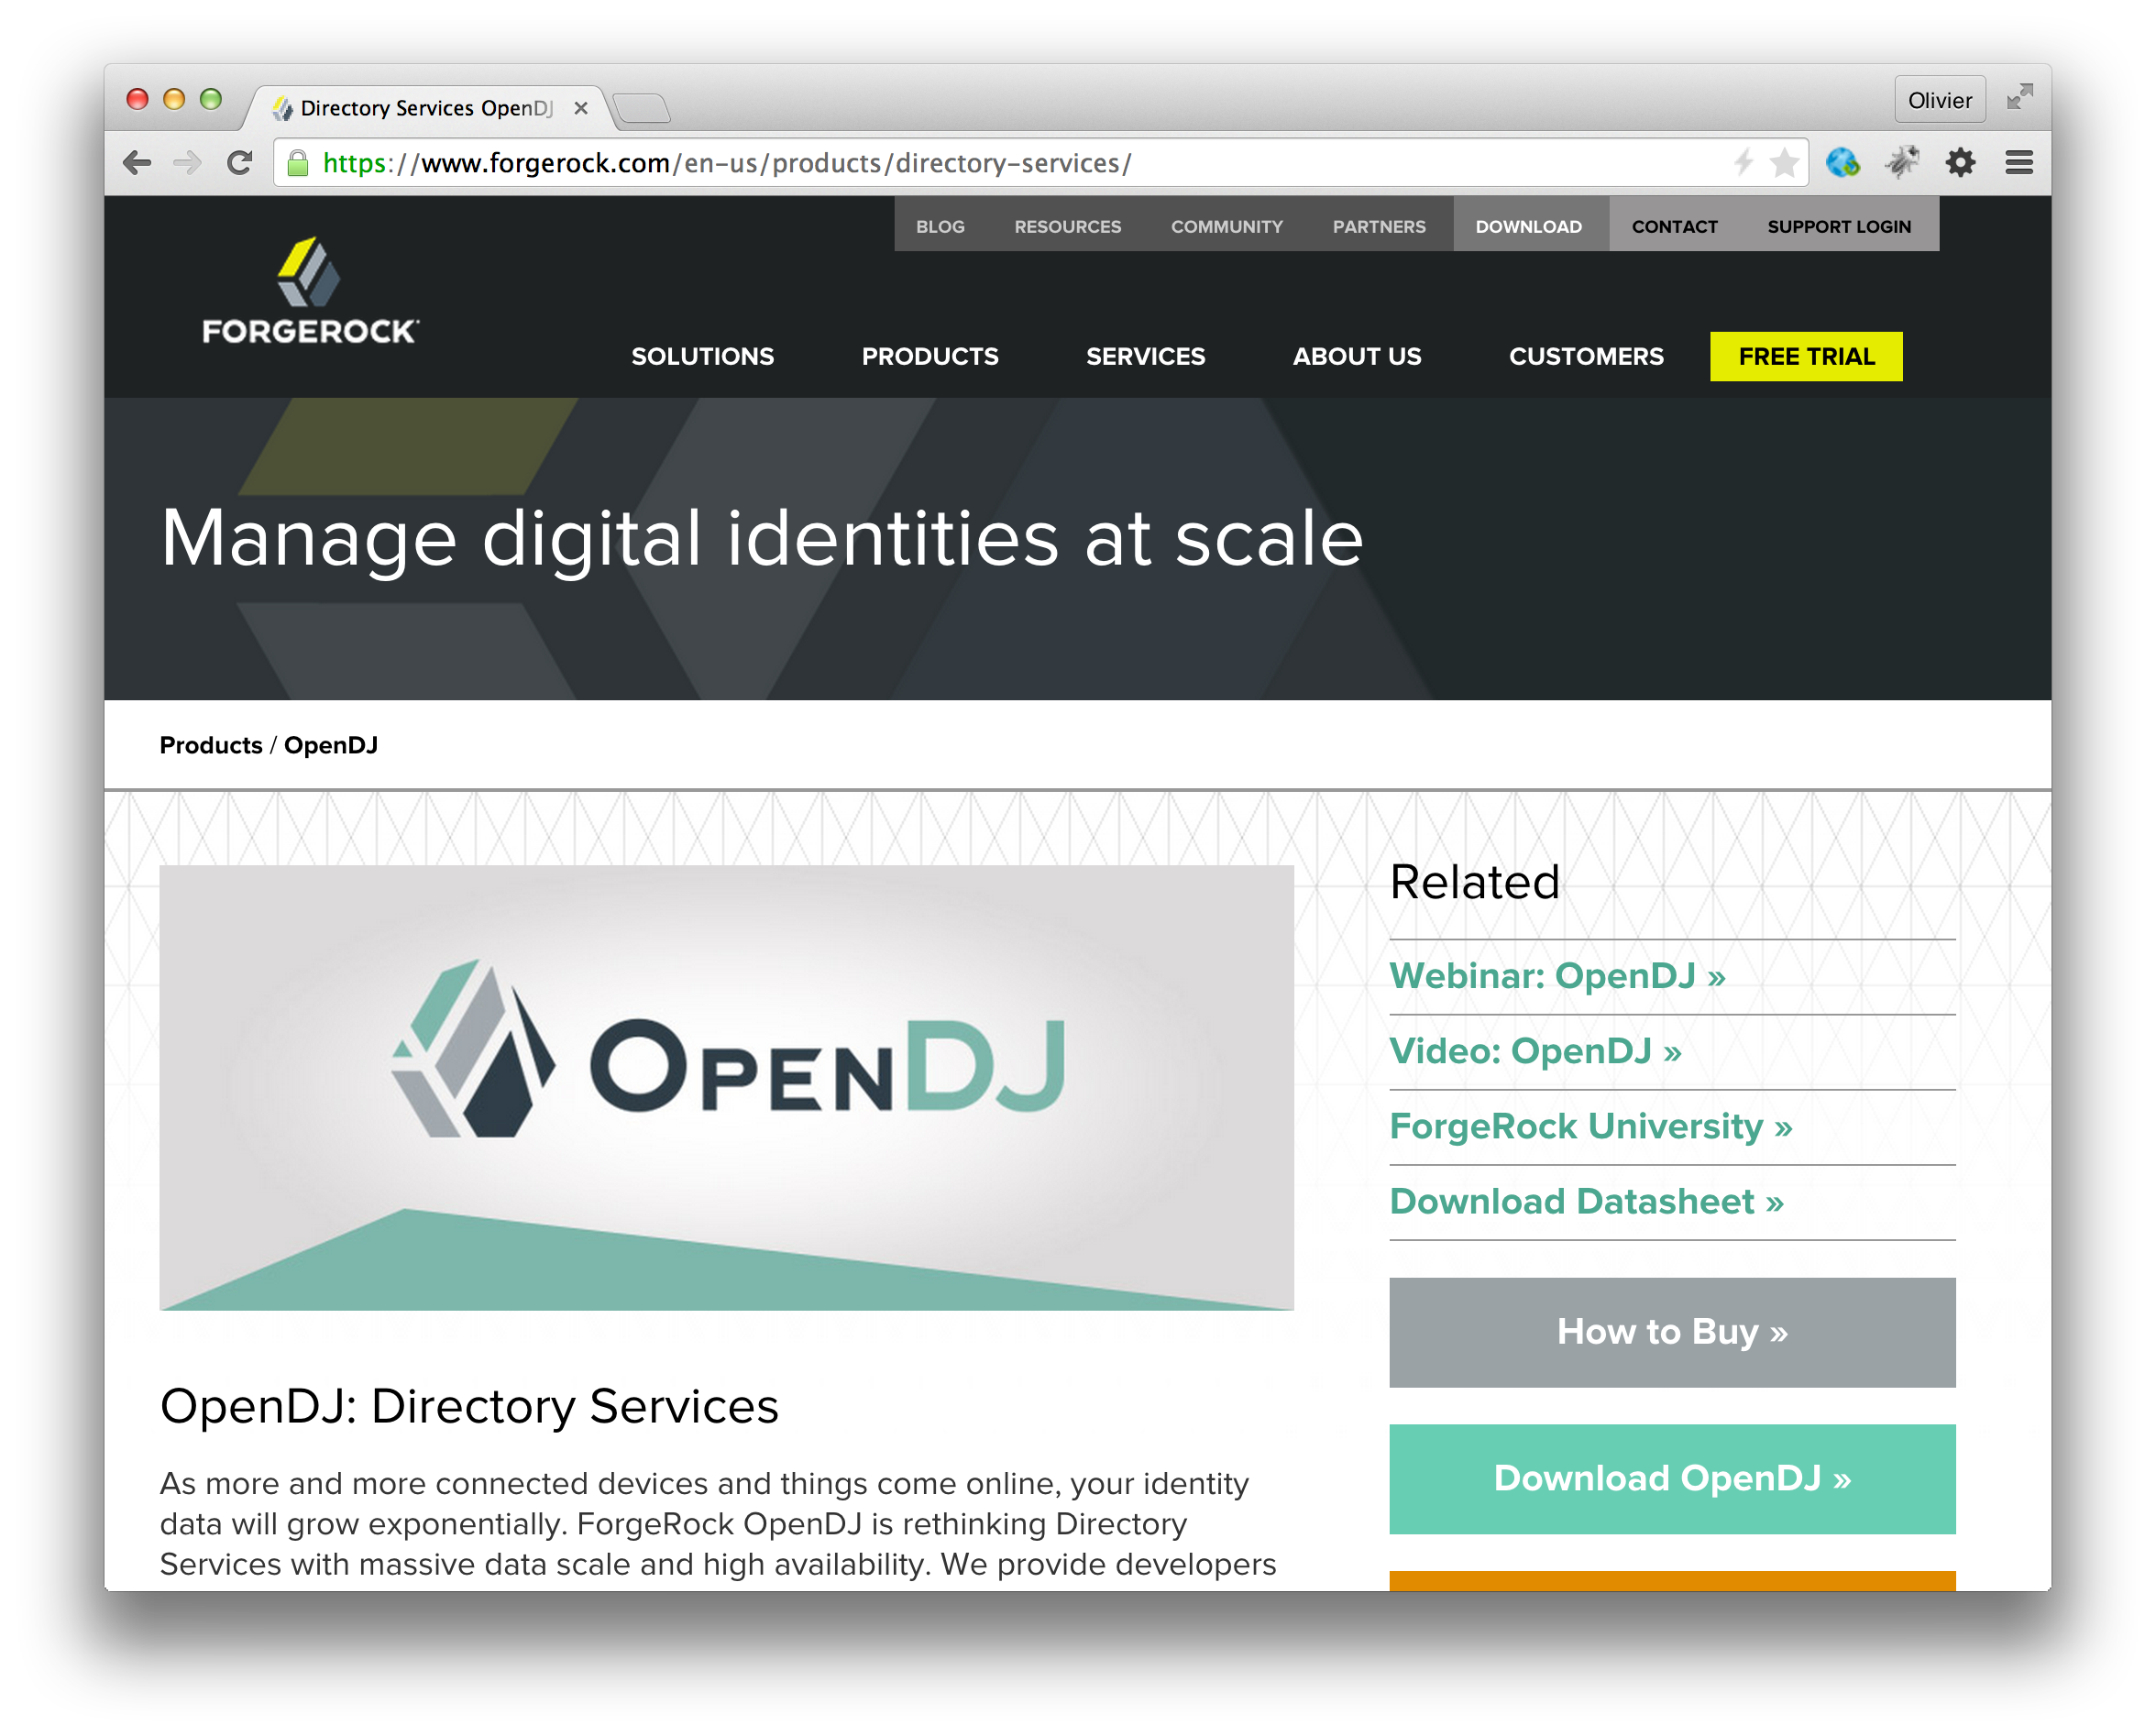 Directory Services OpenDJ
Olivier
https://www.forgerock.com/en-us/products/directory-services/
BLOG RESOURCES COMMUNITY PARTNERS DOWNLOAD CONTACT SUPPORT LOGIN
FORGEROCK
SOLUTIONS PRODUCTS SERVICES ABOUT US CUSTOMERS FREE TRIAL
Manage digital identities at scale
Products / OpenDJ
OPENDJ
OpenDJ: Directory Services
As more and more connected devices and things come online, your identity
data will grow exponentially. ForgeRock OpenDJ is rethinking Directory
Services with massive data scale and high availability. We provide developers
Related
Webinar: OpenDJ »
Video: OpenDJ »
ForgeRock University »
Download Datasheet »
How to Buy »
Download OpenDJ »